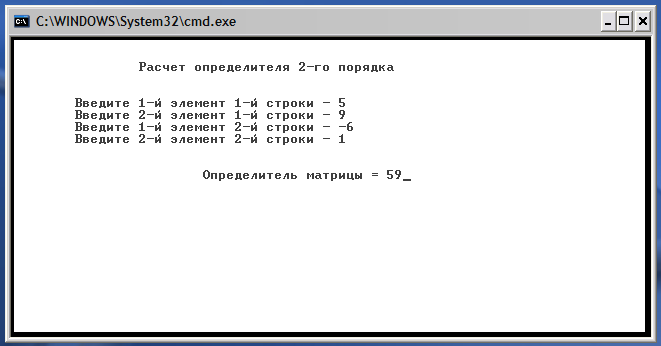 C:\WINDOWS\System32\cmd.exe
Расчет определителя 2-го порядка
Введите 1-й элемент 1-й строки - 5
Введите 2-й элемент 1-й строки - 9
Введите 1-й элемент 2-й строки - -6
Введите 2-й элемент 2-й строки - 1
Определитель матрицы = 59_